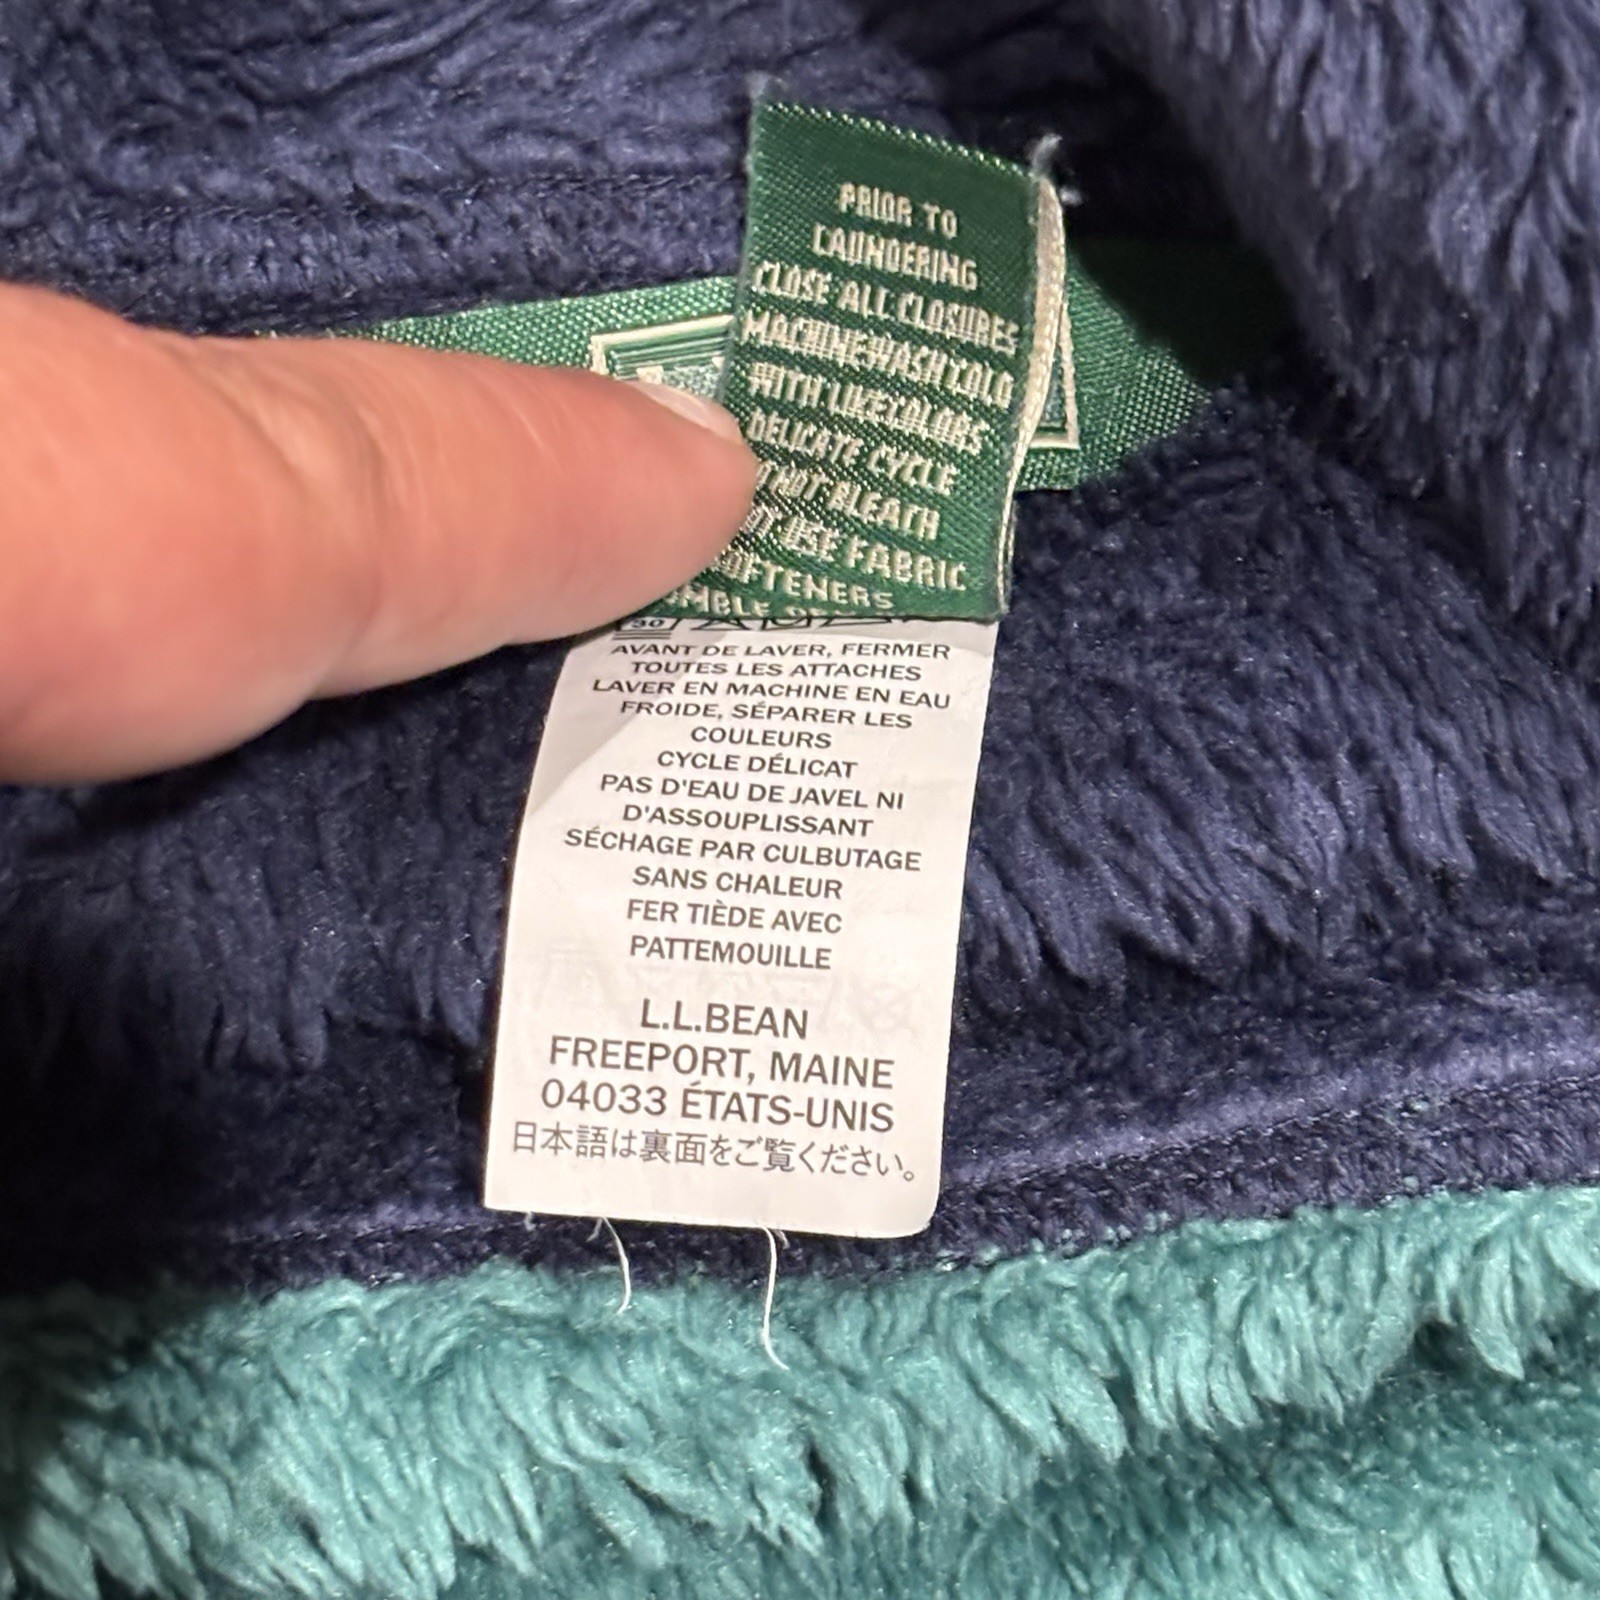 PRIOR TO
LAUNDERING
CLOSE ALL CLOSURES
MACHINE WASH COLD
WITH LIKE COLORS
DELICATE CYCLE
NOT BLEACH
USE FABRIC
SOFTENERS
30
AVANT DE LAVER, FERMER
TOUTES LES ATTACHES
LAVER EN MACHINE EN EAU
FROIDE, SÉPARER LES
COULEURS
CYCLE DÉLICAT
PAS D'EAU DE JAVEL NI
D'ASSOUPLISSANT
SÉCHAGE PAR CULBUTAGE
SANS CHALEUR
FER TIÈDE AVEC
PATTEMOUILLE
L.L.BEAN
FREEPORT, MAINE
04033 ÉTATS-UNIS
日本語は裏面をご覧ください。